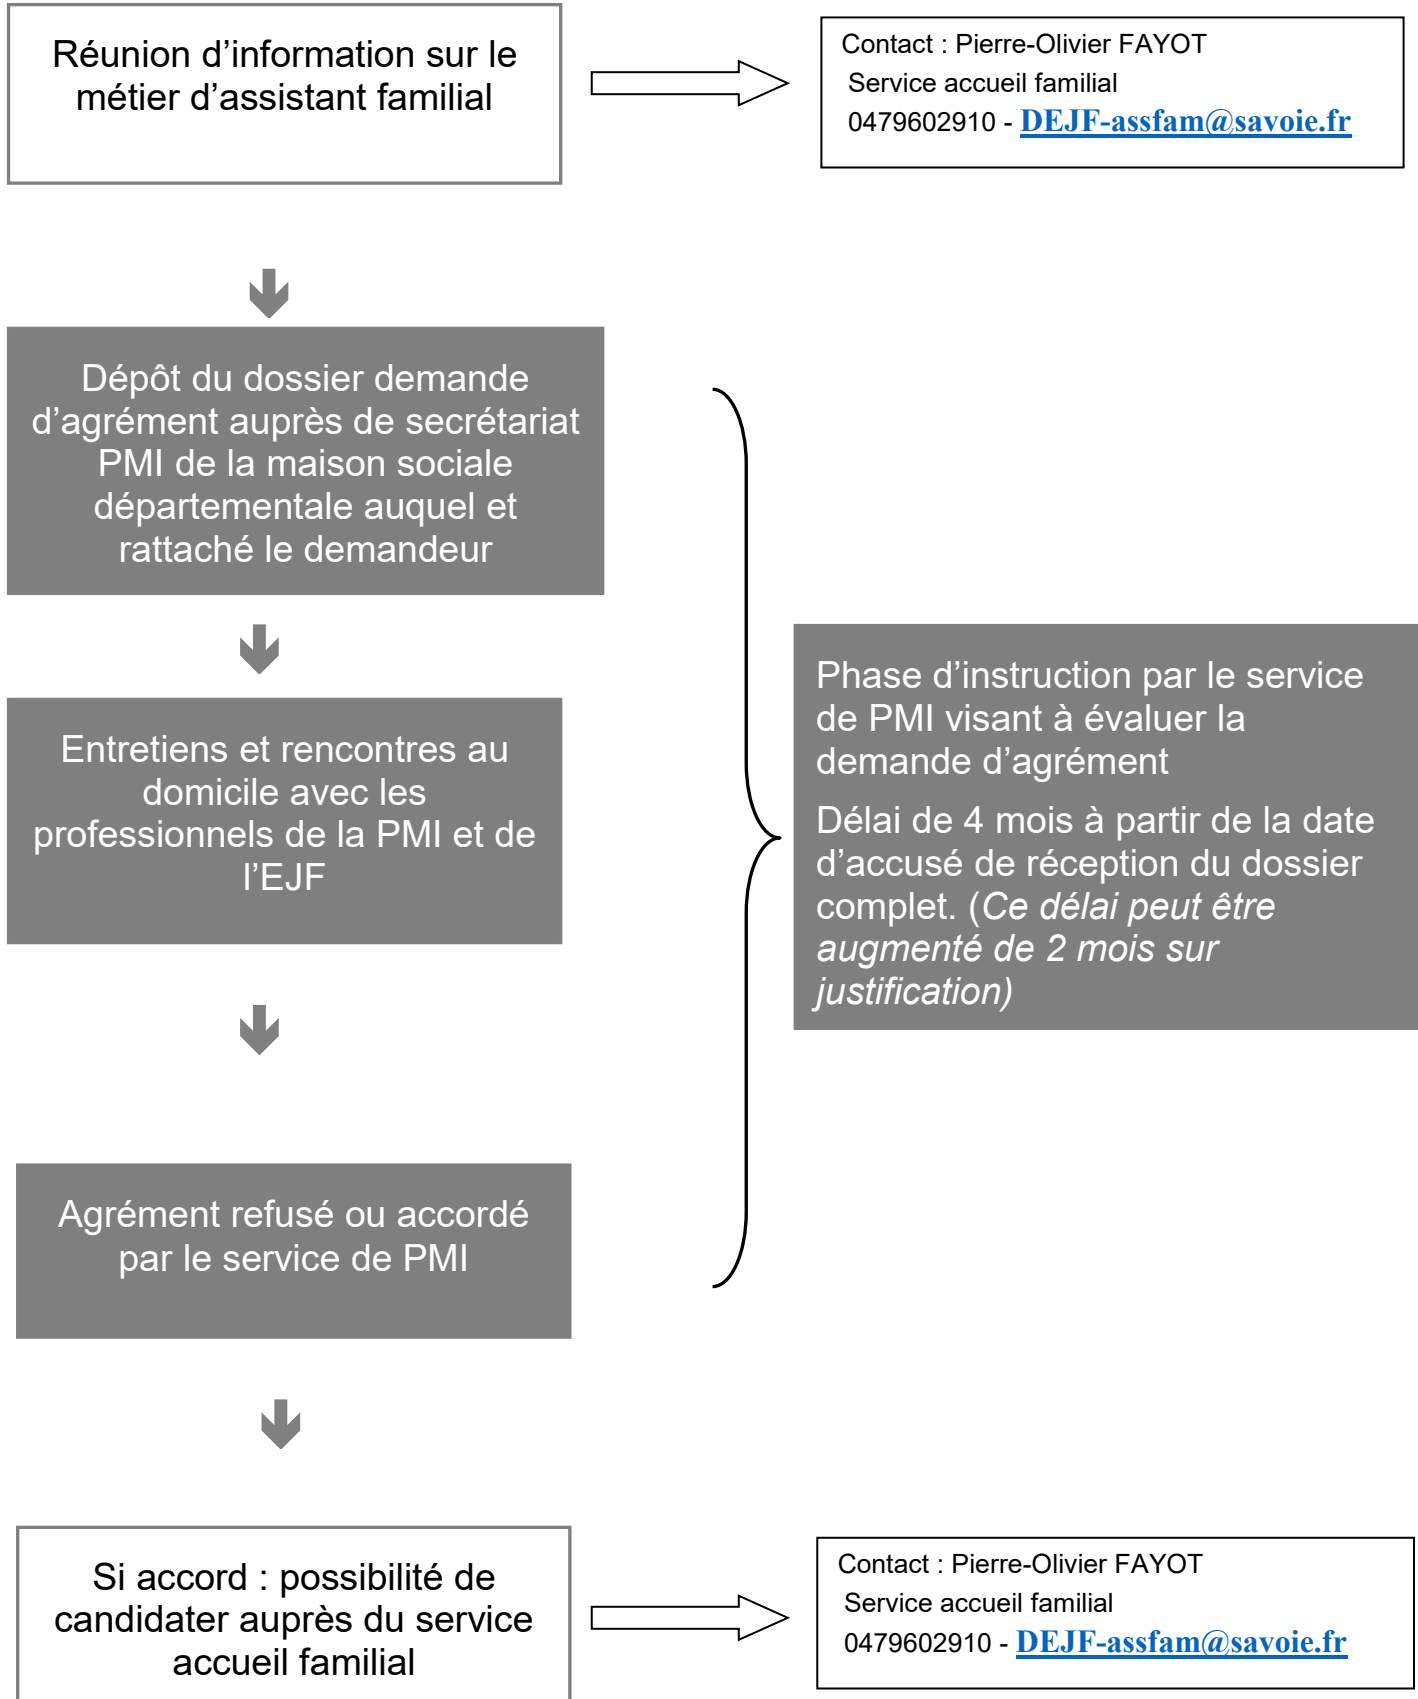 Réunion d’information sur le
métier d’assistant familial
Contact : Pierre-Olivier FAYOT
Service accueil familial
0479602910 - DEJF-assfam@savoie.fr
Dépôt du dossier demande
d’agrément auprès de secrétariat
PMI de la maison sociale
départementale auquel et
rattaché le demandeur
Entretiens et rencontres au
domicile avec les
professionnels de la PMI et de
l’EJF
Phase d’instruction par le service
de PMI visant à évaluer la
demande d’agrément
Délai de 4 mois à partir de la date
d’accusé de réception du dossier
complet. (Ce délai peut être
augmenté de 2 mois sur
justification)
Agrément refusé ou accordé
par le service de PMI
Si accord : possibilité de
candidater auprès du service
accueil familial
Contact : Pierre-Olivier FAYOT
Service accueil familial
0479602910 - DEJF-assfam@savoie.fr